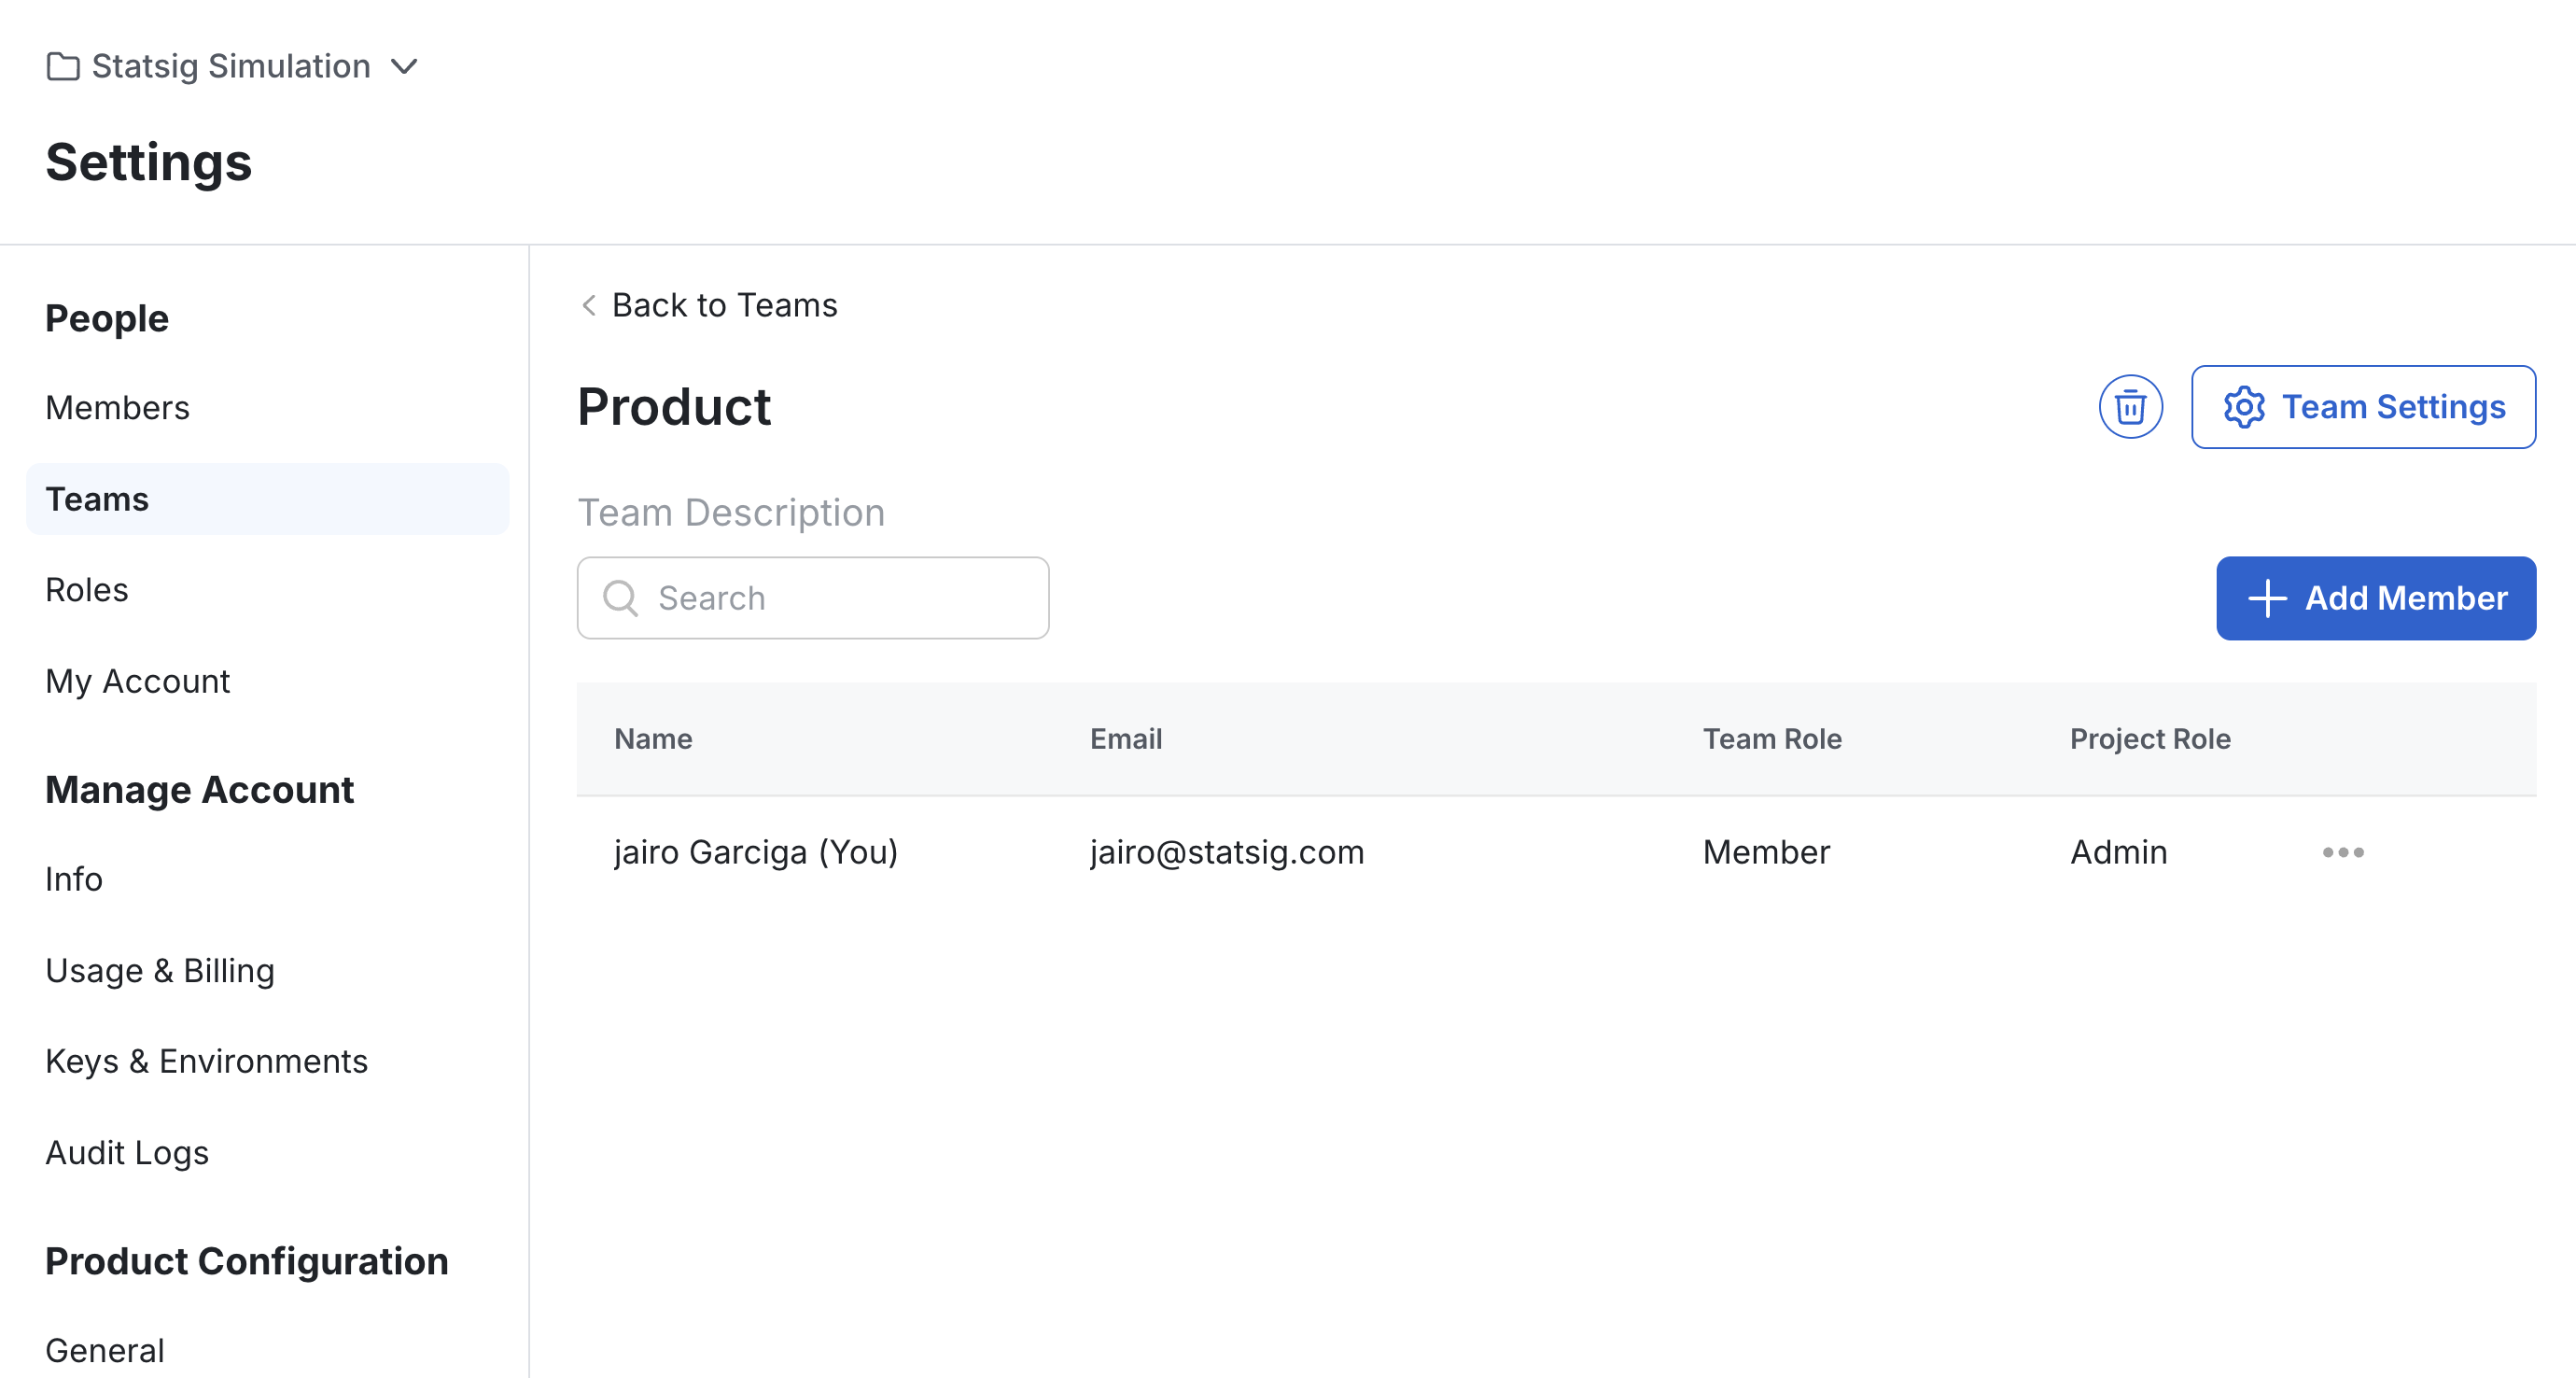 Statsig Simulation
Settings
People
Members
Teams
Roles
My Account
Manage Account
Info
Usage & Billing
Keys & Environments
Audit Logs
Product Configuration
General
Back to Teams
Product
Team Settings
Team Description
Search
Add Member
Name Email Team Role Project Role
jairo Garciga (You) jairo@statsig.com Member Admin